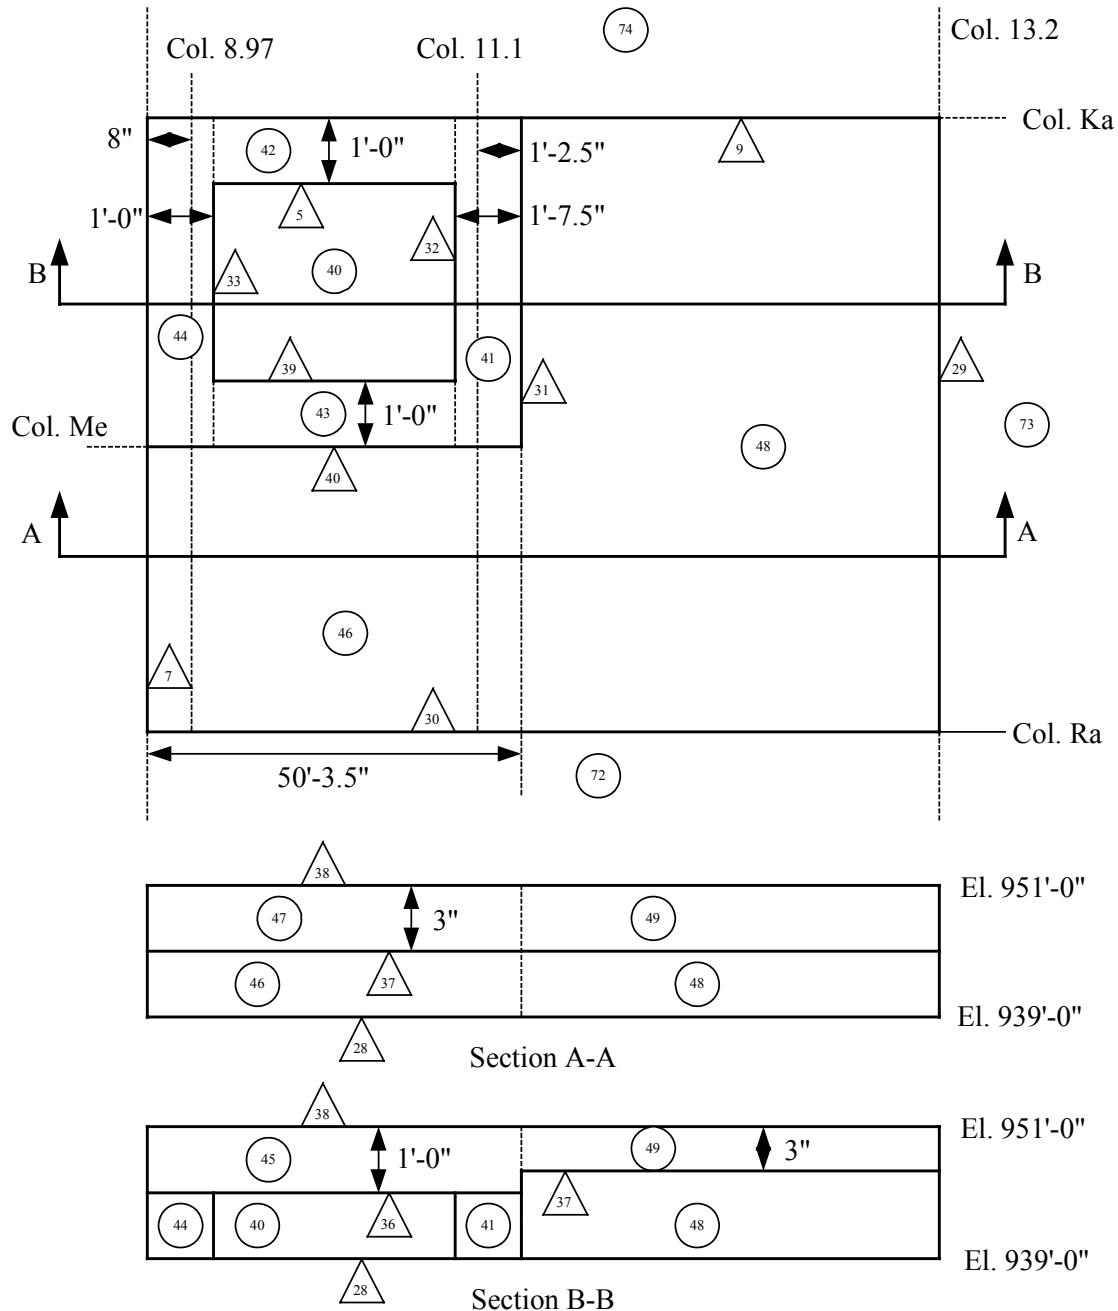 74
Col. 13.2
Col. 8.97
Col. 11.1
Col. Ka
8"
42
1'-0"
1'-2.5"
9
1'-0"
5
32
1'-7.5"
B
33
40
B
44
39
41
31
29
43
1'-0"
Col. Me
40
48
73
A
A
46
7
30
Col. Ra
50'-3.5"
72
38
El. 951'-0"
47
3"
49
46
37
48
El. 939'-0"
28
Section A-A
38
El. 951'-0"
45
1'-0"
49
3"
44
40
36
41
37
48
El. 939'-0"
28
Section B-B